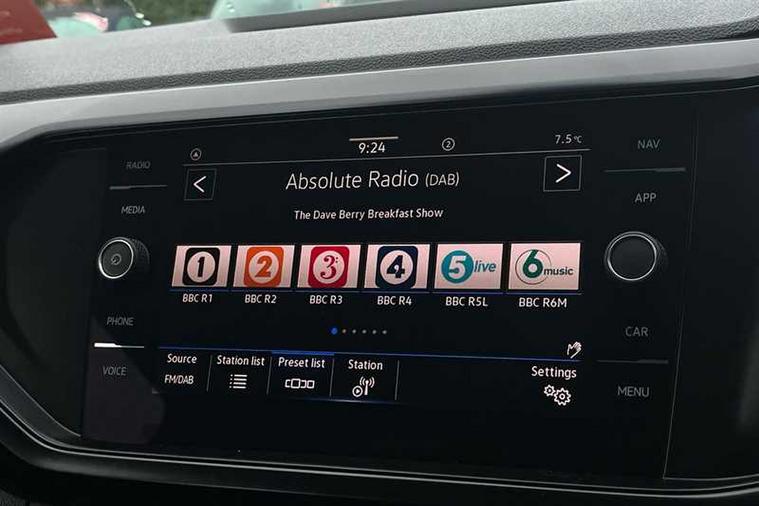 RADIO
MEDIA
PHONE
VOICE
9:24
2
7.5°C
Absolute Radio (DAB)
The Dave Berry Breakfast Show
1
2
3
4
5 live
6 music
BBC R1
BBC R2
BBC R3
BBC R4
BBC R5L
BBC R6M
Source
FM/DAB
Station list
Preset list
Station
Settings
NAV
APP
CAR
MENU